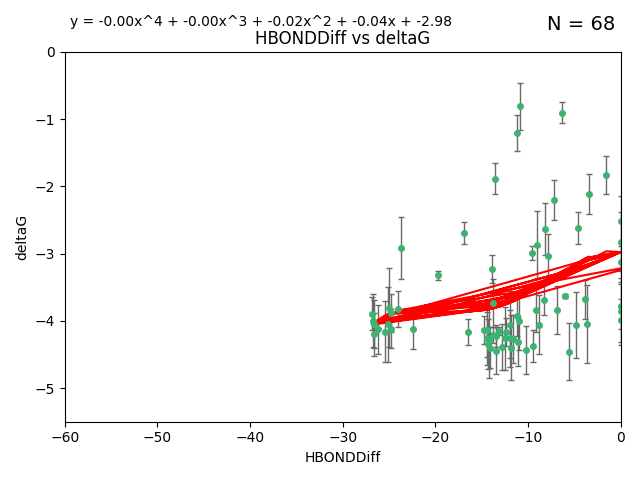 y = -0.00x^4 + -0.00x^3 + -0.02x^2 + -0.04x + -2.98
N = 68
HBONDDiff vs deltaG
0
−1
−2
−3
−4
−5
deltaG
−60 −50 −40 −30 −20 −10 0
HBONDDiff